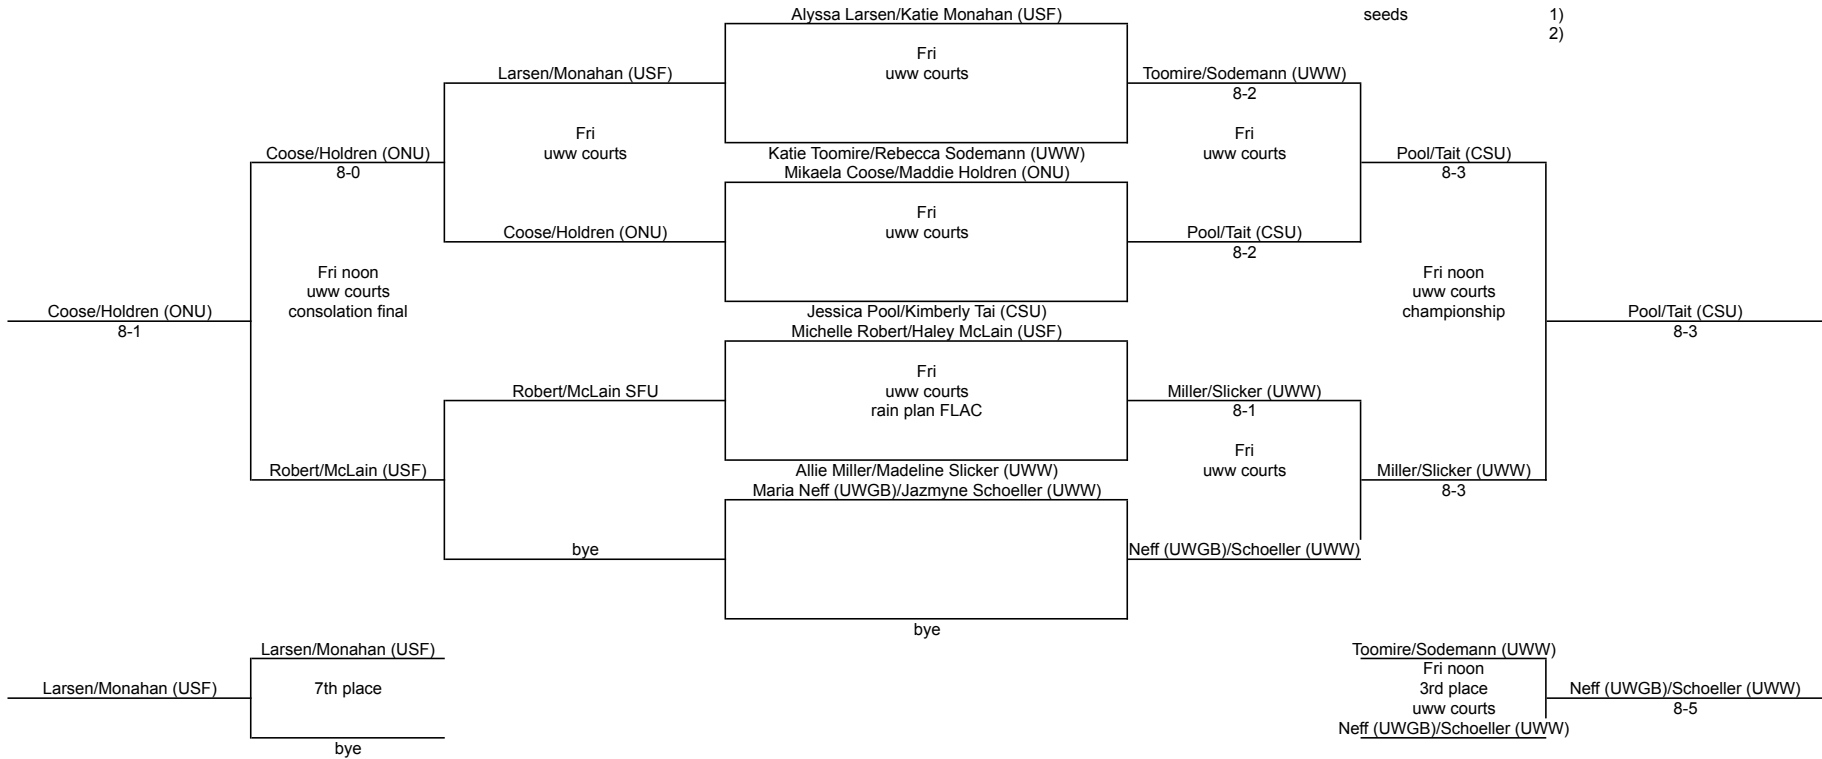 Alyssa Larsen/Katie Monahan (USF)
seeds 1)
2)
Fri
uww courts
Larsen/Monahan (USF)
Toomire/Sodemann (UWW)
8-2
Fri
uww courts
Fri
uww courts
Katie Toomire/Rebecca Sodemann (UWW)
Coose/Holdren (ONU)
8-0
Pool/Tait (CSU)
8-3
Mikaela Coose/Maddie Holdren (ONU)
Fri
uww courts
Coose/Holdren (ONU)
Pool/Tait (CSU)
8-2
Fri noon
uww courts
consolation final
Fri noon
uww courts
championship
Coose/Holdren (ONU)
8-1
Jessica Pool/Kimberly Tai (CSU)
Pool/Tait (CSU)
8-3
Michelle Robert/Haley McLain (USF)
Fri
uww courts
rain plan FLAC
Robert/McLain SFU
Miller/Slicker (UWW)
8-1
Fri
uww courts
Robert/McLain (USF)
Allie Miller/Madeline Slicker (UWW)
Miller/Slicker (UWW)
8-3
Maria Neff (UWGB)/Jazmyne Schoeller (UWW)
bye
Neff (UWGB)/Schoeller (UWW)
bye
Larsen/Monahan (USF)
Toomire/Sodemann (UWW)
Larsen/Monahan (USF)
7th place
Fri noon
3rd place
uww courts
Neff (UWGB)/Schoeller (UWW)
8-5
bye
Neff (UWGB)/Schoeller (UWW)